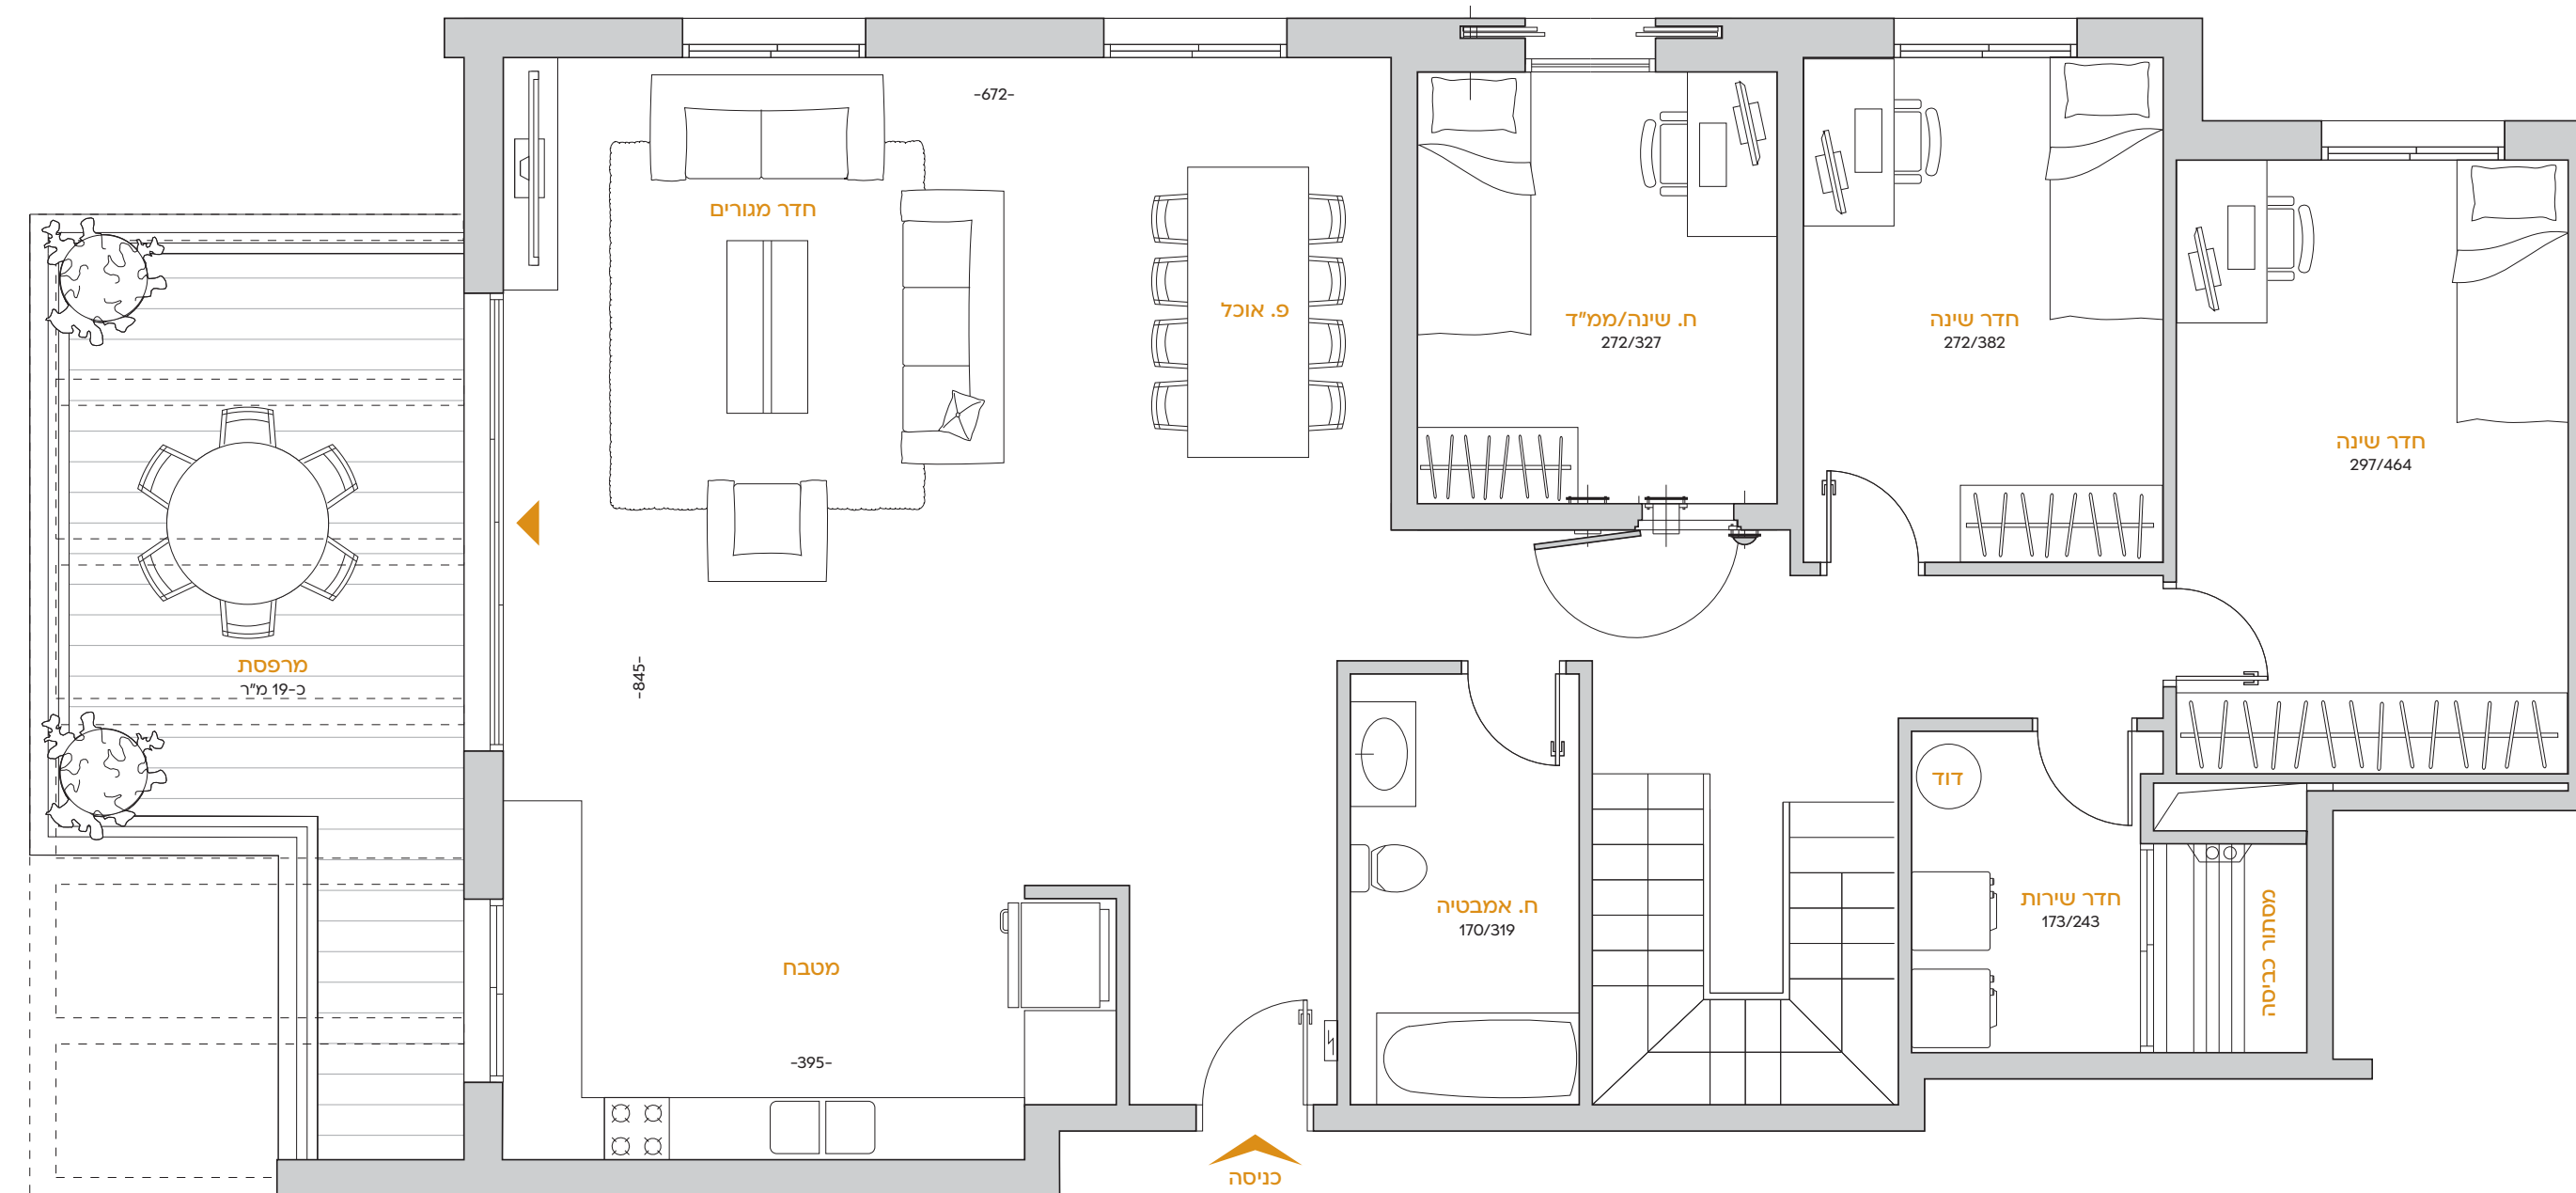 -672-
חדר מגורים
פ. אוכל
ח. שינה/ממ"ד
272/327
חדר שינה
272/382
חדר שינה
297/464
מרפסת
כ-19 מ"ר
-845-
דוד
ח. אמבטיה
170/319
חדר שירות
173/243
מסתור כביסה
מטבח
-395-
כניסה